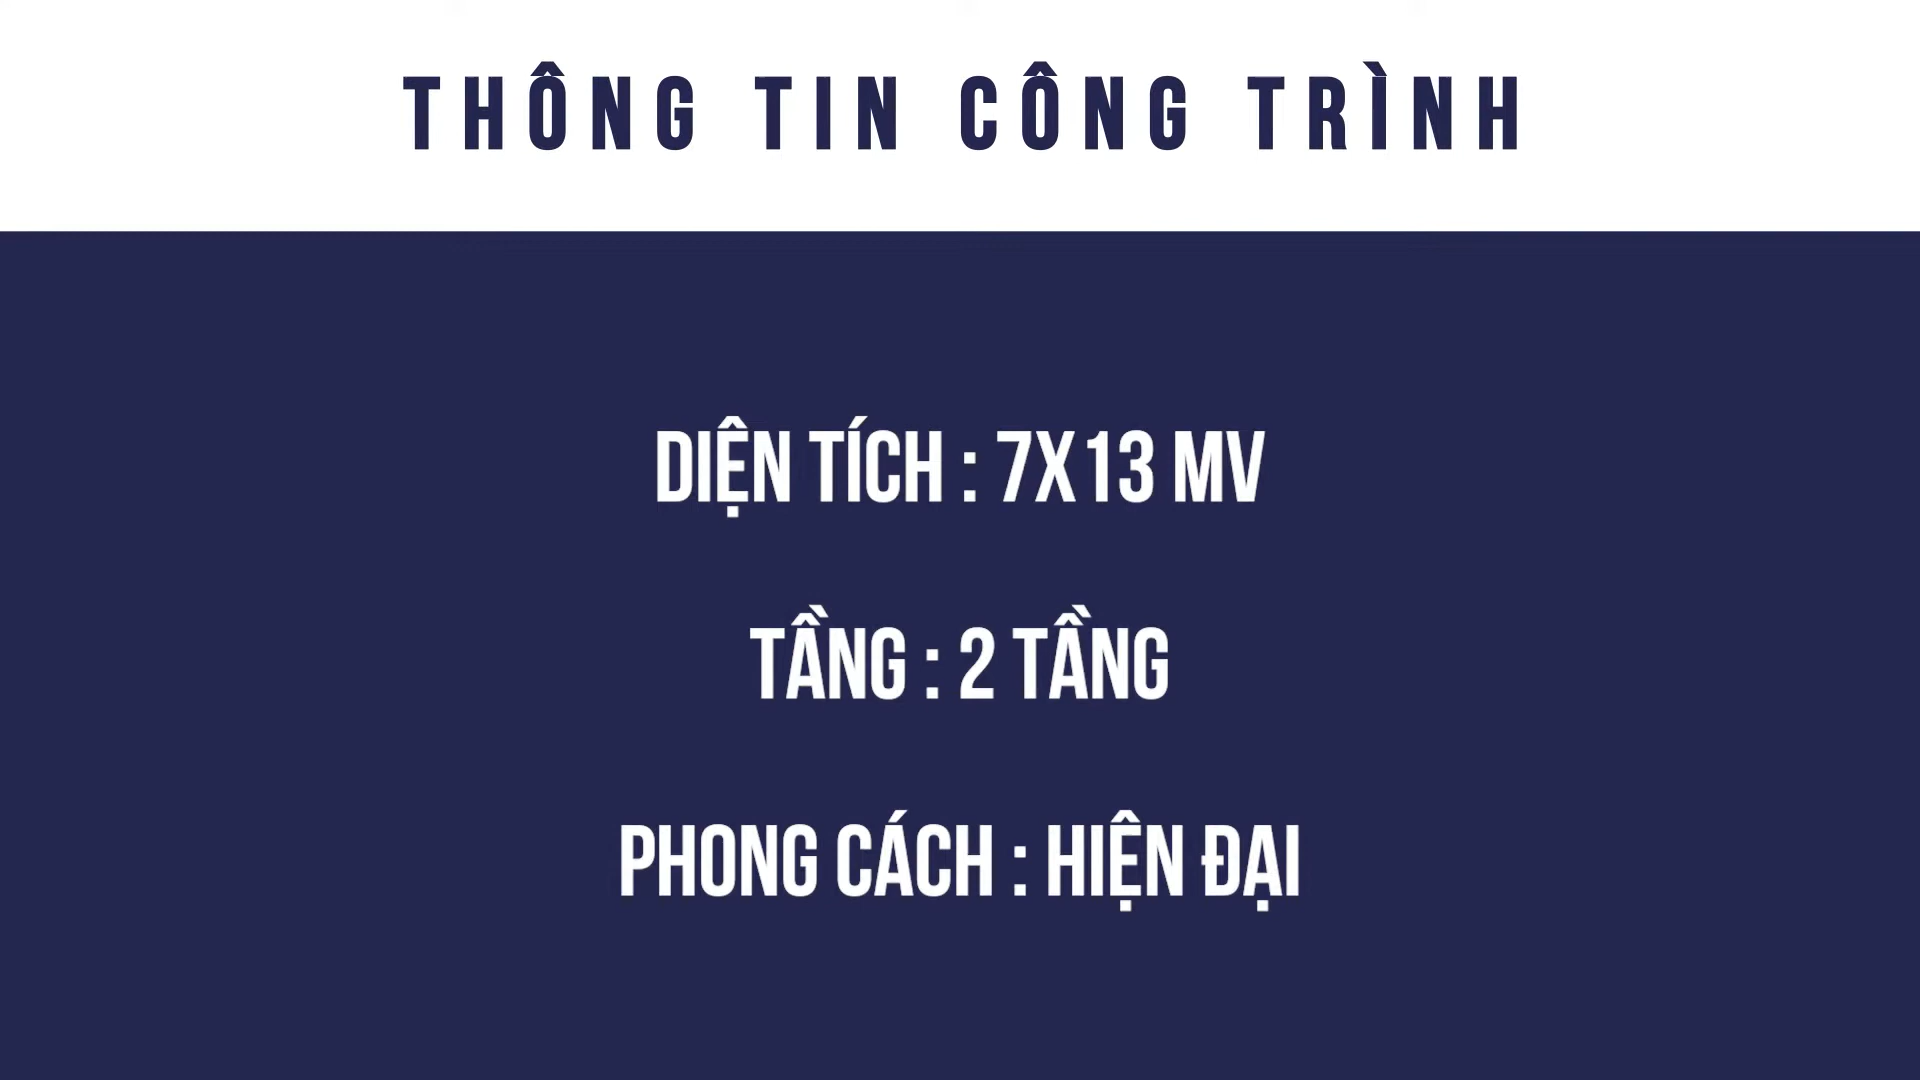 THÔNG TIN CÔNG TRÌNH
DIỆN TÍCH : 7X13 MV
TẦNG : 2 TẦNG
PHONG CÁCH : HIỆN ĐẠI